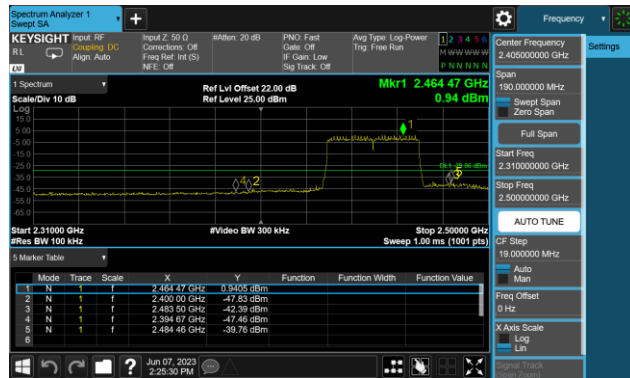 Spectrum Analyzer 1
Swept SA
Frequency
KEYSIGHT
RL
Input: RF
Coupling: DC
Align: Auto
Input Z: 50 Ω
Corrections: Off
Freq Ref: Int (S)
NFE: Off
#Atten: 20 dB
PNO: Fast
Gate: Off
IF Gain: Low
Sig Track: Off
Avg Type: Log-Power
Trig: Free Run
1 2 3 4 5 6
M W W W W W
P N N N N N
LXI
1 Spectrum
Scale/Div 10 dB
Ref Lvl Offset 22.00 dB
Ref Level 25.00 dBm
Mkr1 2.464 47 GHz
0.94 dBm
Log
15.0
5.00
-5.00
-15.0
-25.0
-35.0
-45.0
-55.0
-65.0
1
4 2
5
Start 2.31000 GHz
#Res BW 100 kHz
#Video BW 300 kHz
Stop 2.50000 GHz
Sweep 1.00 ms (1001 pts)
5 Marker Table
Mode Trace Scale X Y Function Function Width Function Value
1 N 1 f 2.464 47 GHz 0.9405 dBm
2 N 1 f 2.400 00 GHz -47.83 dBm
3 N 1 f 2.483 50 GHz -42.39 dBm
4 N 1 f 2.394 67 GHz -47.46 dBm
5 N 1 f 2.484 46 GHz -39.76 dBm
6
Jun 07, 2023
2:25:30 PM
Center Frequency
2.405000000 GHz
Span
190.000000 MHz
Swept Span
Zero Span
Full Span
Start Freq
2.310000000 GHz
Stop Freq
2.500000000 GHz
AUTO TUNE
CF Step
19.000000 MHz
Auto
Man
Freq Offset
0 Hz
X Axis Scale
Log
Lin
Signal Track
(Span Zoom)
Settings